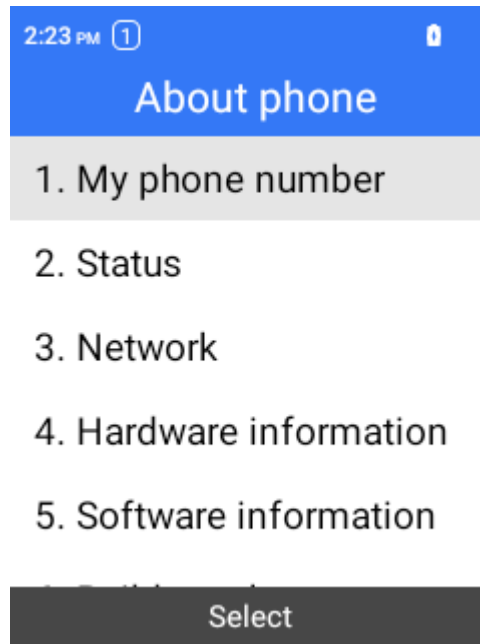 2:23 PM 1
About phone
1. My phone number
2. Status
3. Network
4. Hardware information
5. Software information
Select